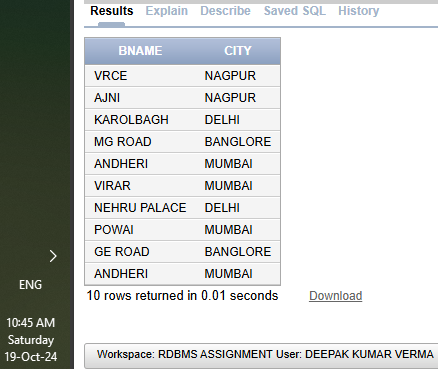 Results Explain Describe Saved SQL History
BNAME CITY
VRCE NAGPUR
AJNI NAGPUR
KAROLBAGH DELHI
MG ROAD BANGLORE
ANDHERI MUMBAI
VIRAR MUMBAI
NEHRU PALACE DELHI
POWAI MUMBAI
GE ROAD BANGLORE
ANDHERI MUMBAI
10 rows returned in 0.01 seconds Download
ENG
10:45 AM
Saturday
19-Oct-24
Workspace: RDBMS ASSIGNMENT User: DEEPAK KUMAR VERMA